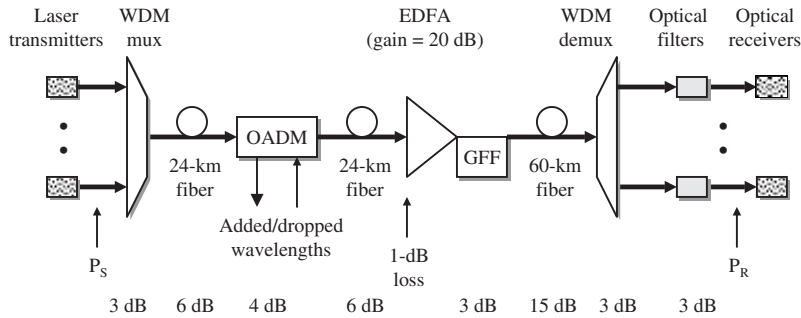 Laser
transmitters
WDM
mux
EDFA
(gain = 20 dB)
WDM
demux
Optical
filters
Optical
receivers
OADM
GFF
24-km
fiber
24-km
fiber
60-km
fiber
Added/dropped
wavelengths
1-dB
loss
PS
PR
3 dB 6 dB 4 dB 6 dB 3 dB 15 dB 3 dB 3 dB